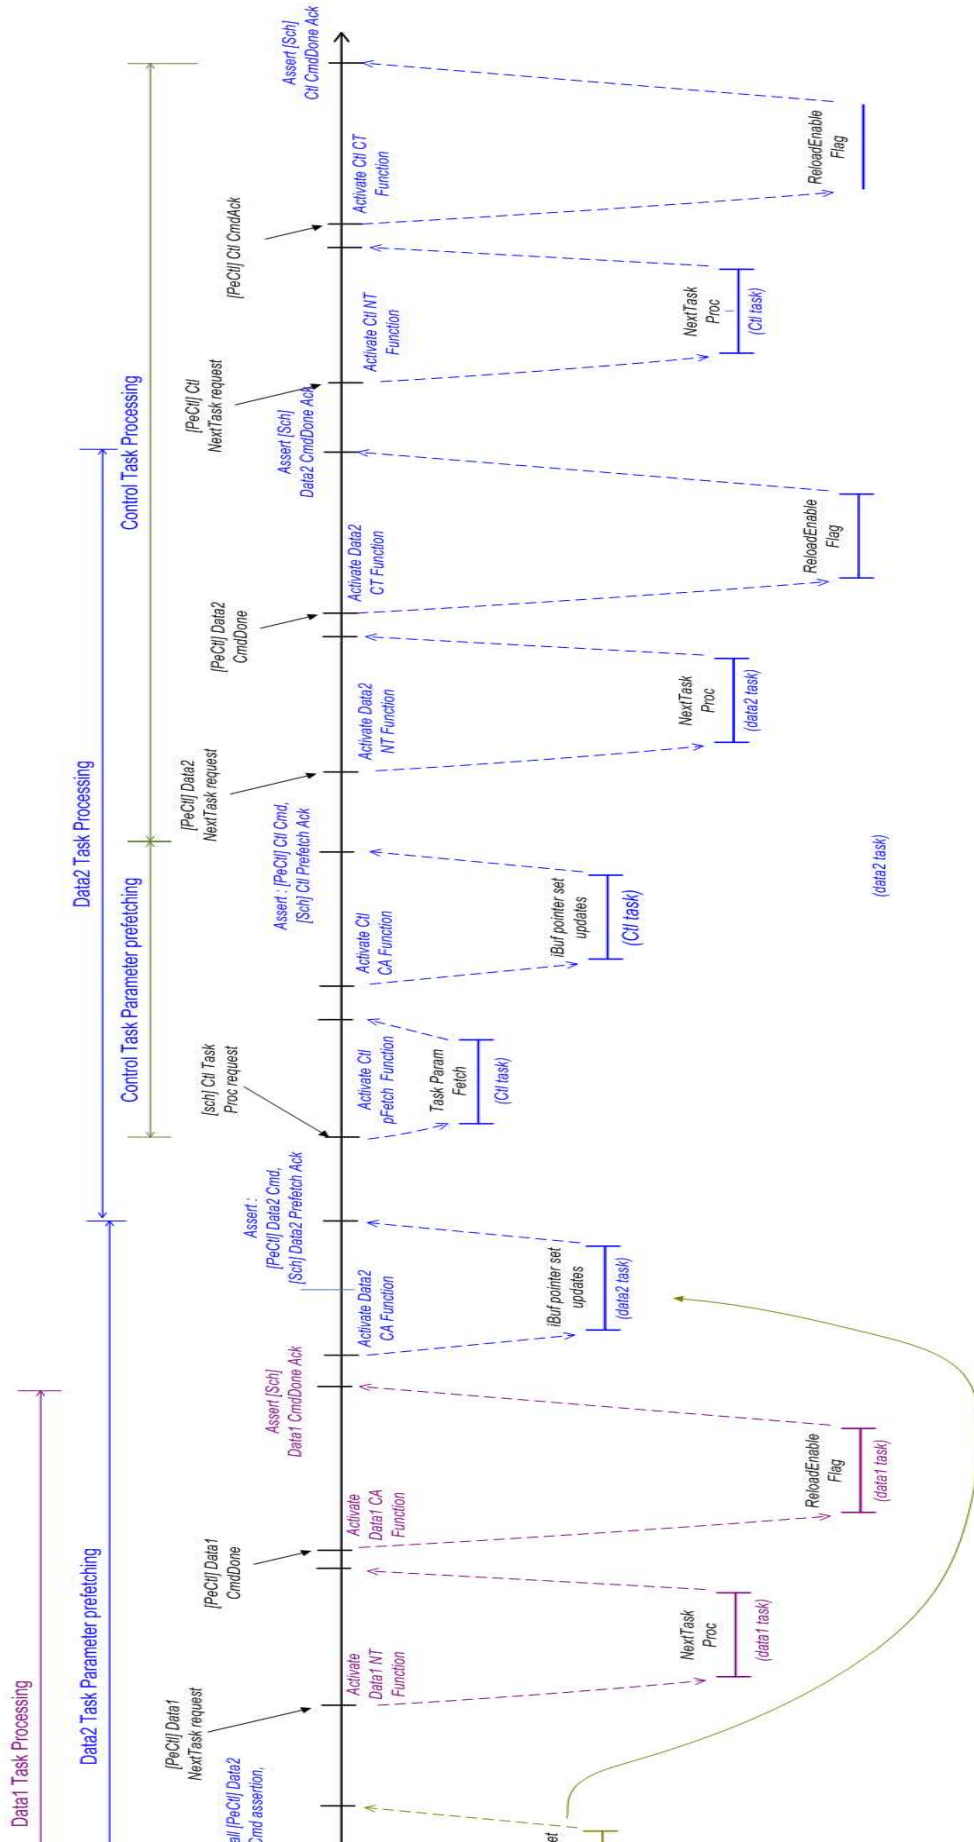 Data1 Task Processing
Data2 Task Parameter prefetching
Data2 Task Processing
Control Task Parameter prefetching
Control Task Processing
[PeCtl] Data2
Cmd assertion,
[PeCtl] Data1
NextTask request
Activate
Data1 NT
Function
NextTask
Proc
(data1 task)
[PeCtl] Data1
CmdDone
Activate
Data1 CA
Function
ReloadEnable
Flag
(data1 task)
Assert [Sch]
Data1 CmdDone Ack
Activate Data2
CA Function
iBuf pointer set
updates
(data2 task)
Assert :
[PeCtl] Data2 Cmd,
[Sch] Data2 Prefetch Ack
[sch] Ctl Task
Proc request
Activate Ctl
pFetch Function
Task Param
Fetch
(Ctl task)
Activate Ctl
CA Function
iBuf pointer set
updates
(Ctl task)
Assert : [PeCtl] Ctl Cmd,
[Sch] Ctl Prefetch Ack
[PeCtl] Data2
NextTask request
Activate Data2
NT Function
NextTask
Proc
(data2 task)
(data2 task)
[PeCtl] Data2
CmdDone
Activate Data2
CT Function
ReloadEnable
Flag
Assert [Sch]
Data2 CmdDone Ack
[PeCtl] Ctl
NextTask request
Activate Ctl NT
Function
NextTask
Proc
(Ctl task)
[PeCtl] Ctl CmdAck
Activate Ctl CT
Function
ReloadEnable
Flag
Assert [Sch]
Ctl CmdDone Ack